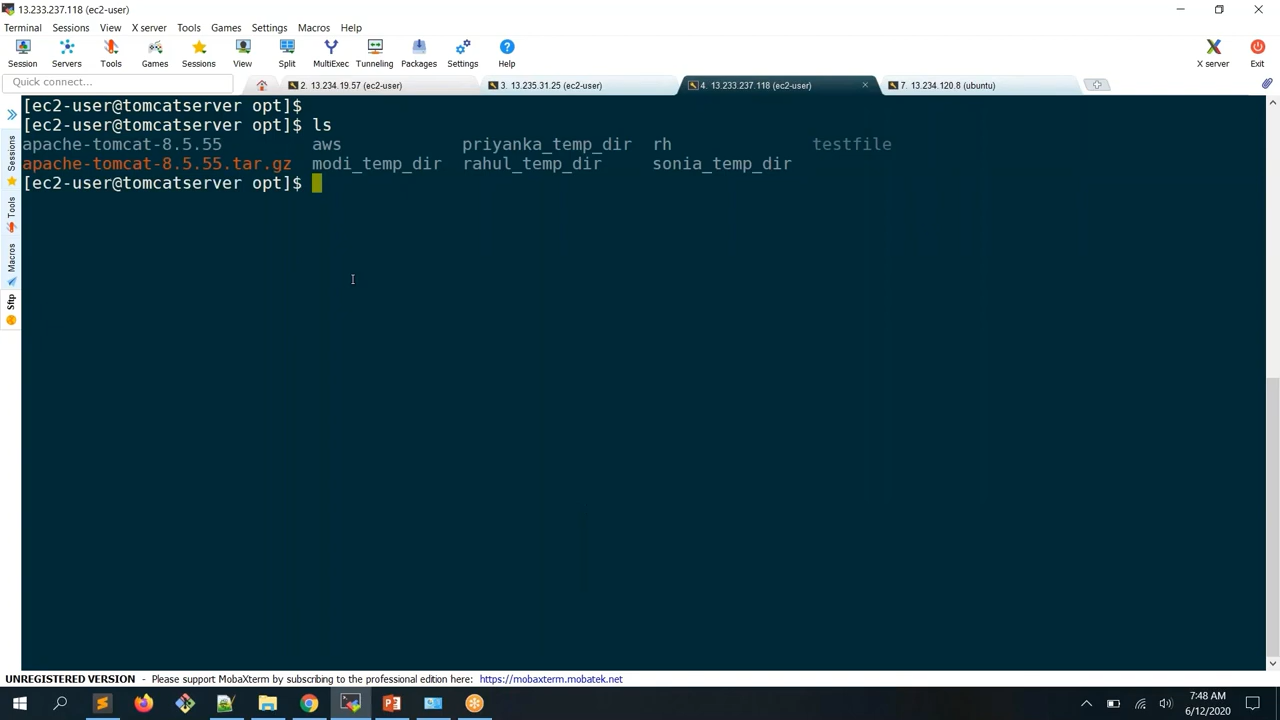 13.233.237.118 (ec2-user)
Terminal Sessions View X server Tools Games Settings Macros Help
Session Servers Tools Games Sessions View Split MultiExec Tunneling Packages Settings Help X server Exit
Quick connect... 2. 13.234.19.57 (ec2-user) 3. 13.235.31.25 (ec2-user) 4. 13.233.237.118 (ec2-user) 7. 13.234.120.8 (ubuntu)
Sessions
Tools
Macros
Sftp
[ec2-user@tomcatserver opt]$
[ec2-user@tomcatserver opt]$ ls
apache-tomcat-8.5.55 aws priyanka_temp_dir rh testfile
apache-tomcat-8.5.55.tar.gz modi_temp_dir rahul_temp_dir sonia_temp_dir
[ec2-user@tomcatserver opt]$
UNREGISTERED VERSION - Please support MobaXterm by subscribing to the professional edition here: https://mobaxterm.mobatek.net
7:48 AM
6/12/2020